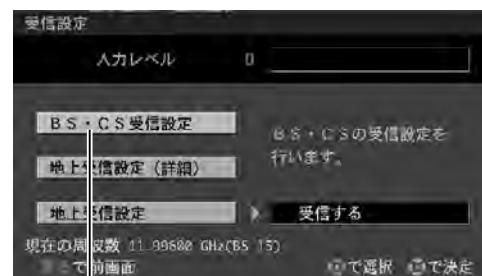 受信設定
入力レベル 0
BS・CS受信設定
BS・CSの受信設定を
行います。
地上受信設定（詳細）
地上受信設定 受信する
現在の周波数 11.99600 GHz(BS 15)
で前画面 で選択 で決定